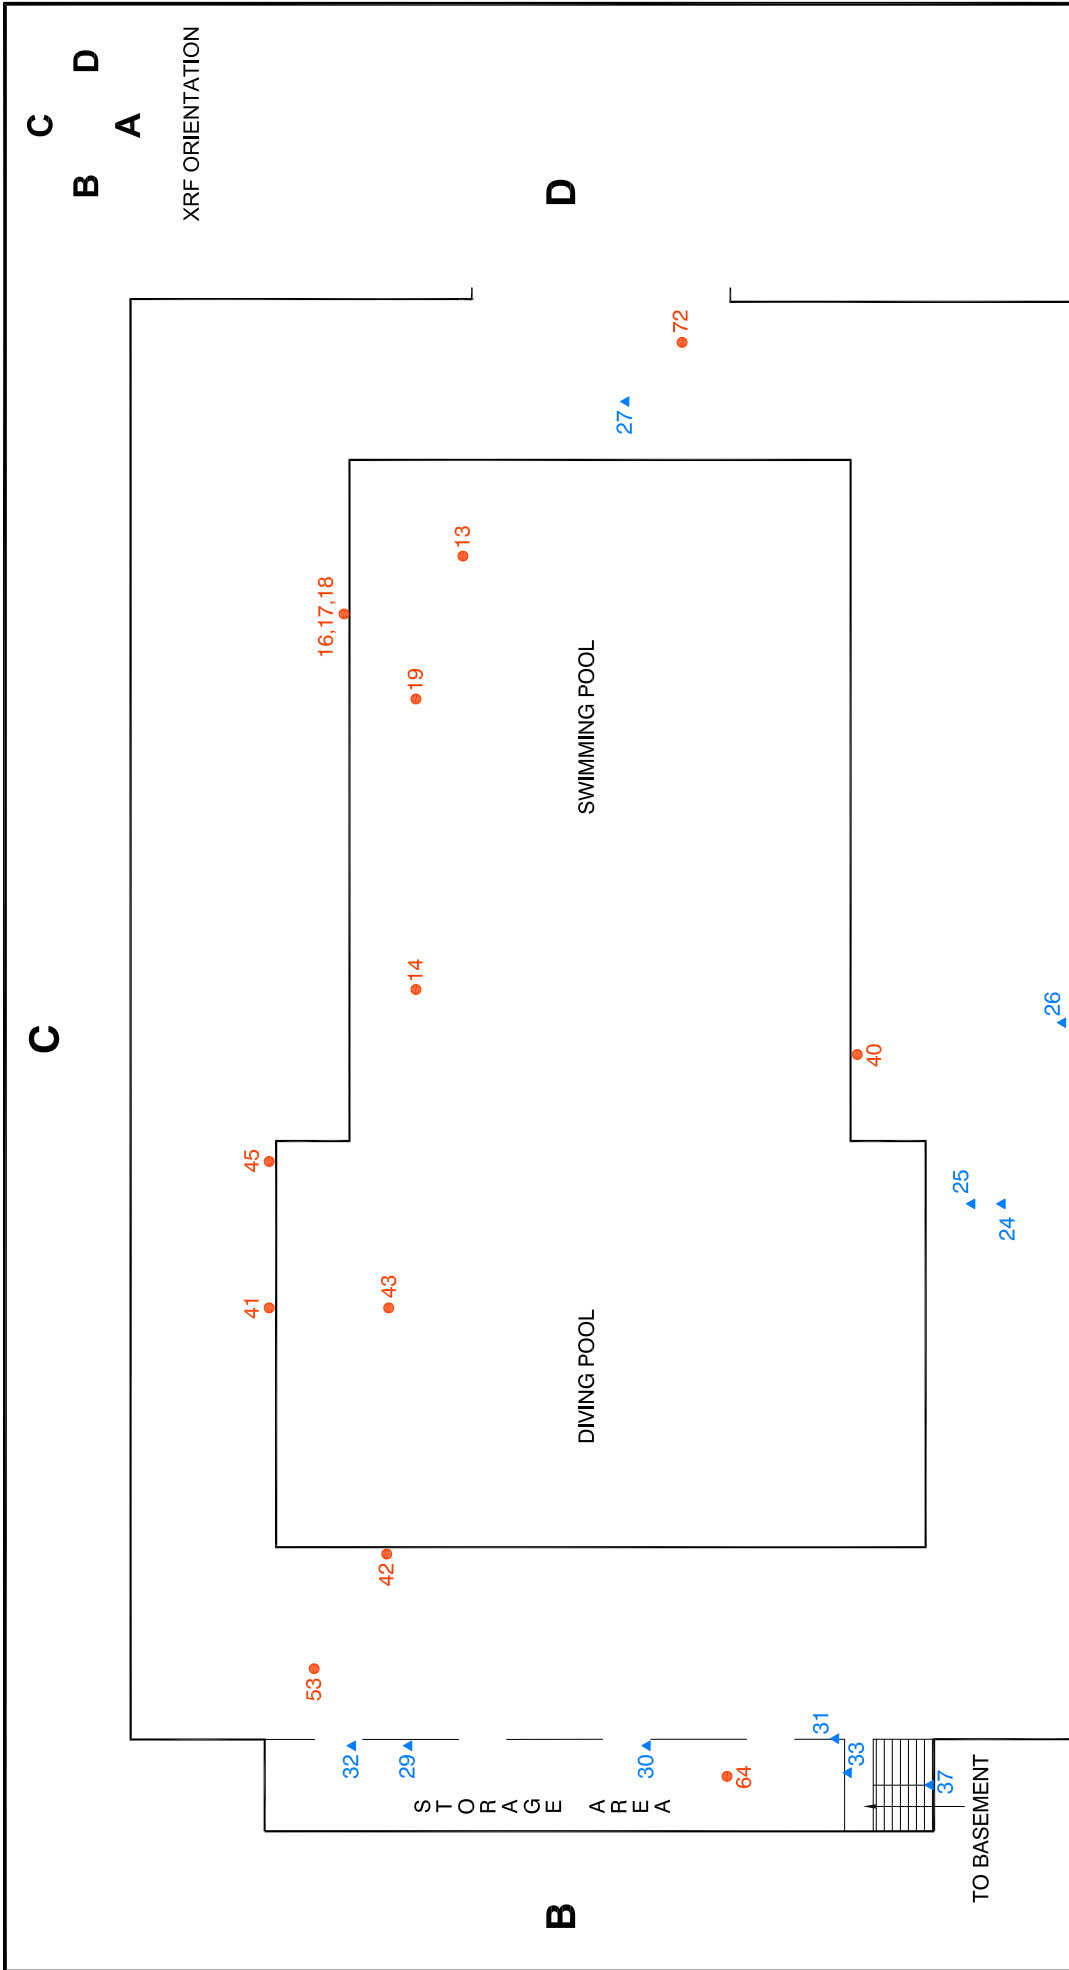 C
B D
A
XRF ORIENTATION
C
D
B
16,17,18
13
19
14
72
27
45
41
43
42
53
40
SWIMMING POOL
DIVING POOL
32
29
30
64
STORAGE AREA
31
33
37
25
24
26
TO BASEMENT